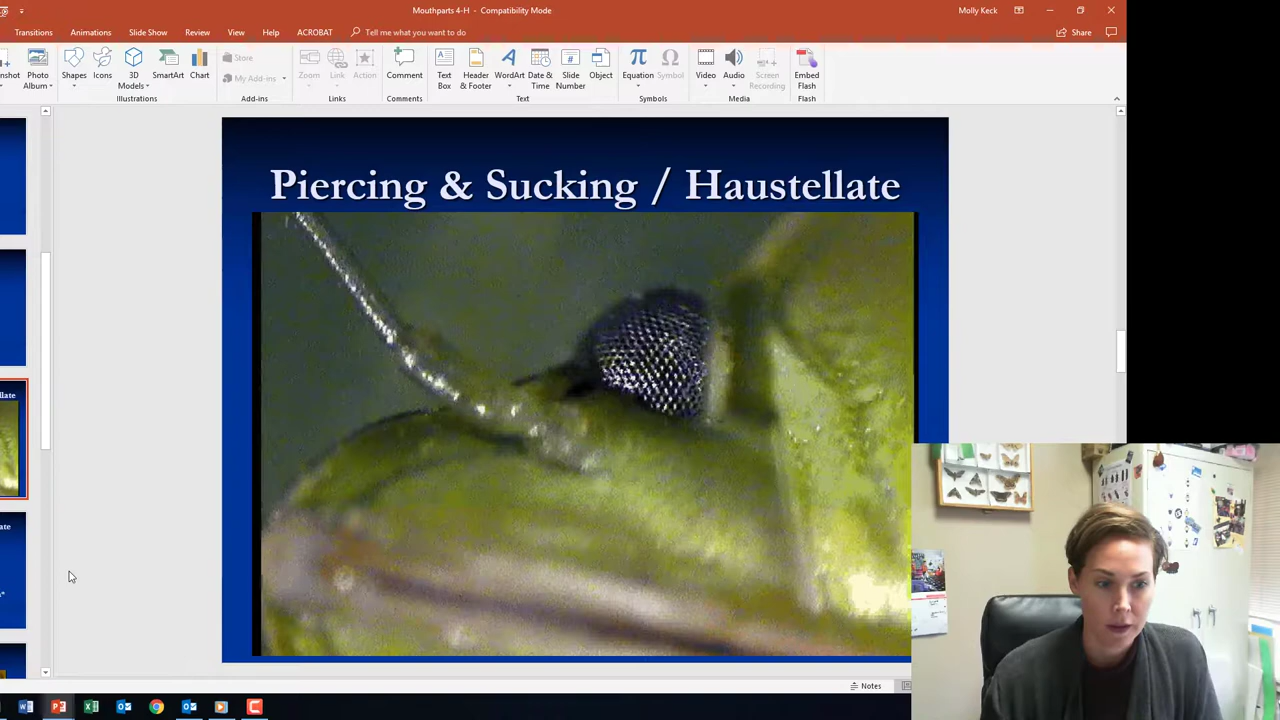 Mouthparts 4-H - Compatibility Mode
Molly Keck
Transitions Animations Slide Show Review View Help ACROBAT Tell me what you want to do
Share
nshot Photo Album Shapes Icons 3D Models SmartArt Chart
Store
My Add-ins
Zoom Link Action Comment Text Box Header & Footer WordArt Date & Time Slide Number Object Equation Symbol Video Audio Screen Recording Embed Flash
Illustrations Add-ins Links Comments Text Symbols Media Flash
Piercing & Sucking / Haustellate
llate
ate
Notes